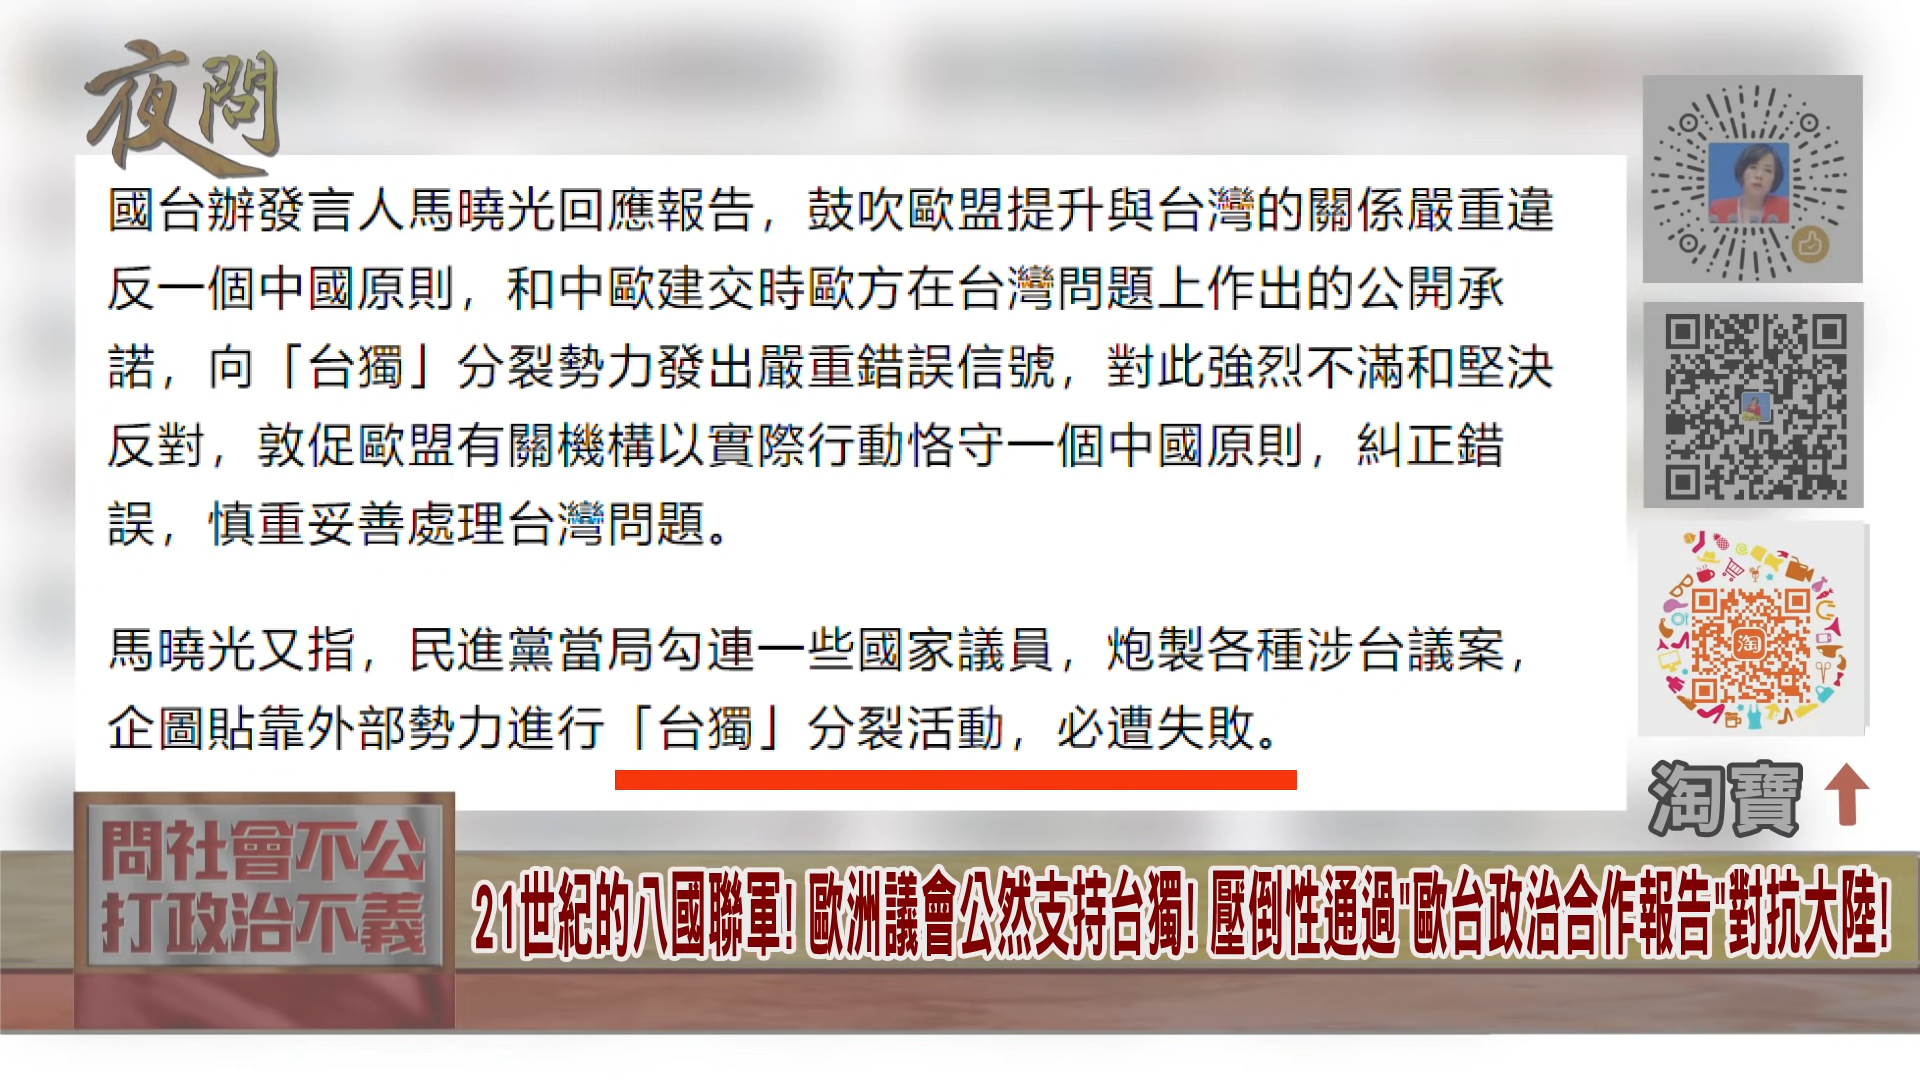 夜問
國台辦發言人馬曉光回應報告，鼓吹歐盟提升與台灣的關係嚴重違
反一個中國原則，和中歐建交時歐方在台灣問題上作出的公開承
諾，向「台獨」分裂勢力發出嚴重錯誤信號，對此強烈不滿和堅決
反對，敦促歐盟有關機構以實際行動恪守一個中國原則，糾正錯
誤，慎重妥善處理台灣問題。
馬曉光又指，民進黨當局勾連一些國家議員，炮製各種涉台議案，
企圖貼靠外部勢力進行「台獨」分裂活動，必遭失敗。
淘
淘寶
問社會不公
打政治不義
21世紀的八國聯軍!歐洲議會公然支持台獨!壓倒性通過"歐台政治合作報告"對抗大陸!